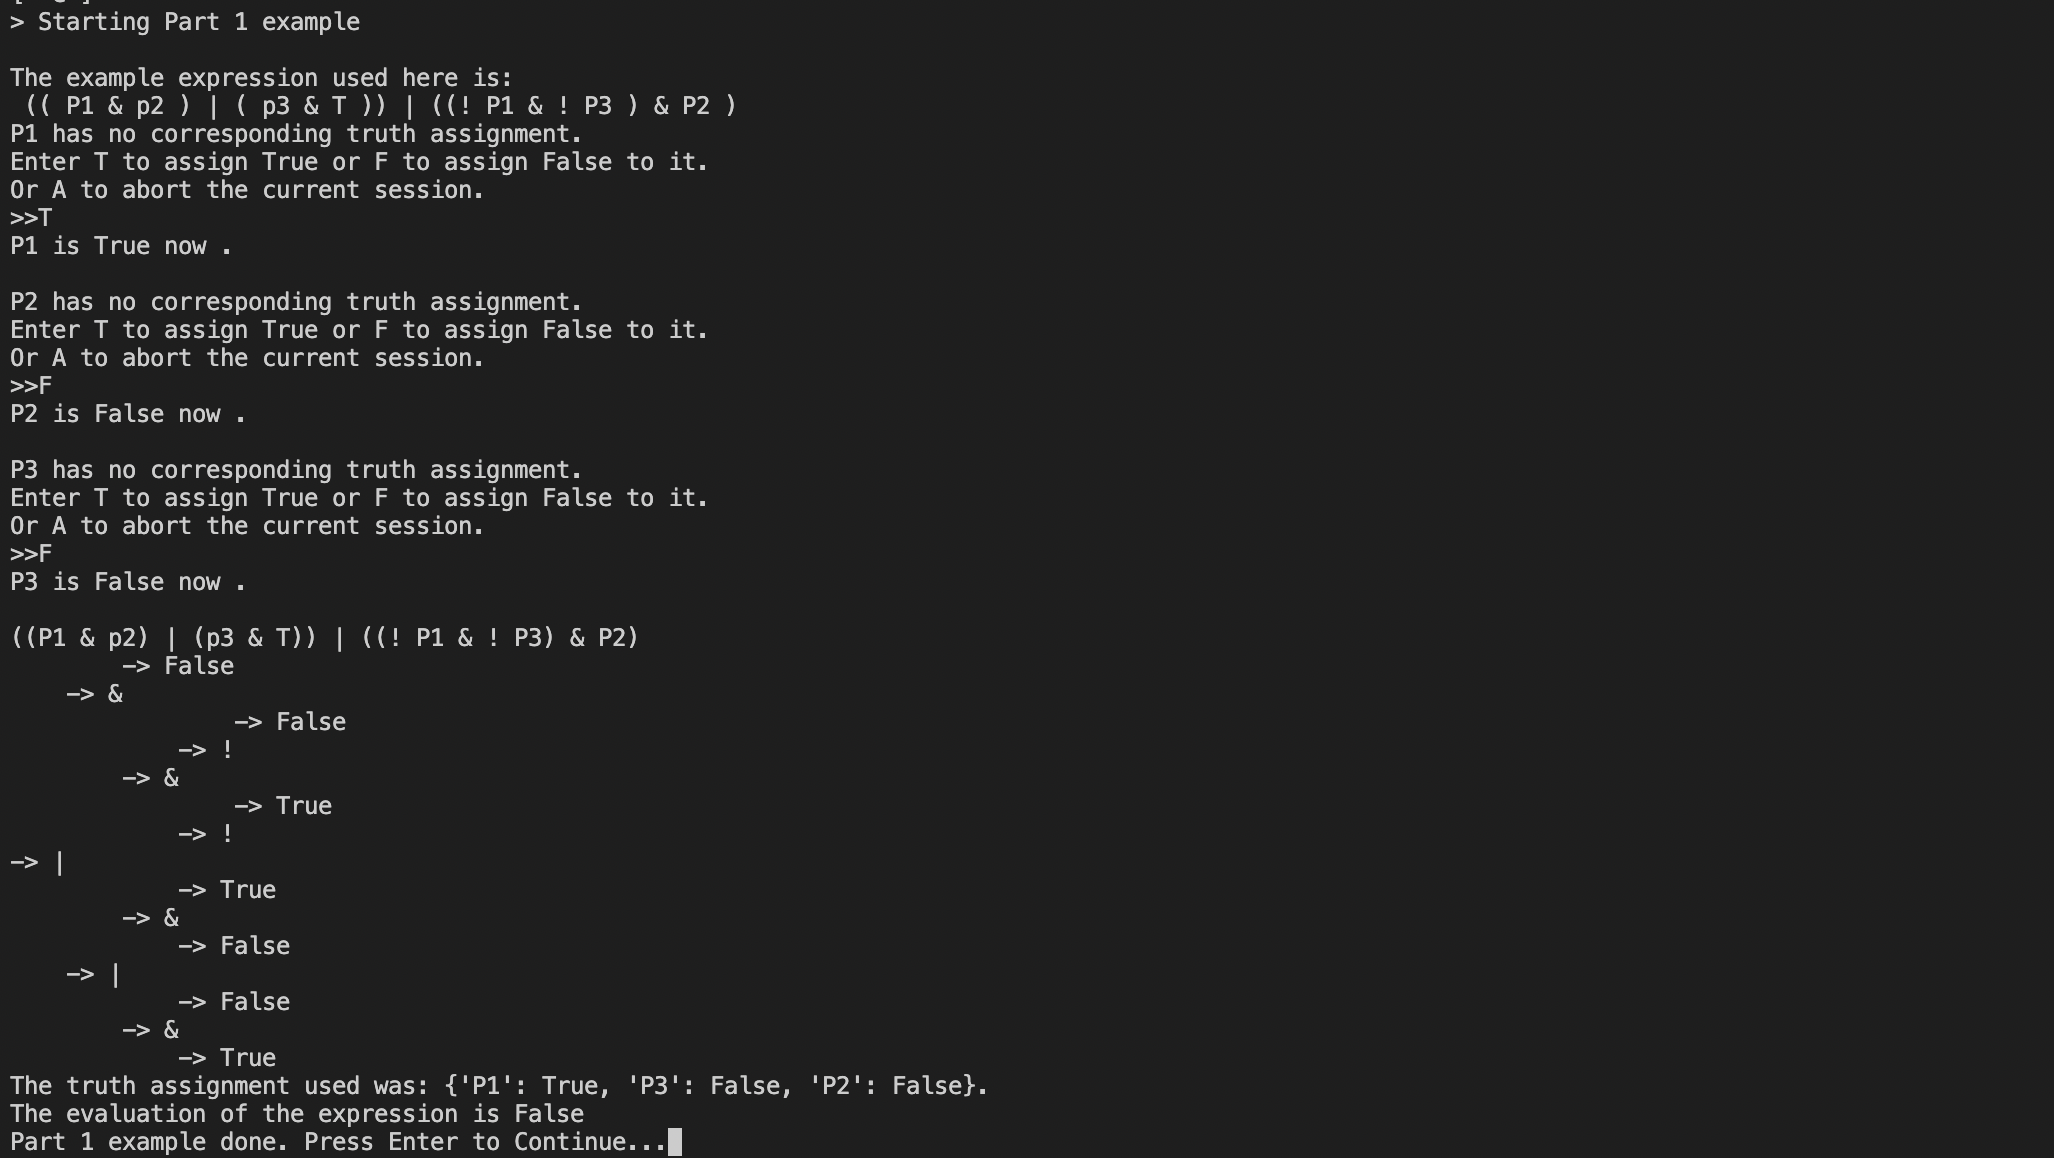 > Starting Part 1 example
The example expression used here is:
(( P1 & p2 ) | ( p3 & T )) | ((! P1 & ! P3 ) & P2 )
P1 has no corresponding truth assignment.
Enter T to assign True or F to assign False to it.
Or A to abort the current session.
>>T
P1 is True now .
P2 has no corresponding truth assignment.
Enter T to assign True or F to assign False to it.
Or A to abort the current session.
>>F
P2 is False now .
P3 has no corresponding truth assignment.
Enter T to assign True or F to assign False to it.
Or A to abort the current session.
>>F
P3 is False now .
((P1 & p2) | (p3 & T)) | ((! P1 & ! P3) & P2)
        -> False
    -> &
                -> False
            -> !
        -> &
                -> True
            -> !
-> |
            -> True
        -> &
            -> False
    -> |
            -> False
        -> &
            -> True
The truth assignment used was: {'P1': True, 'P3': False, 'P2': False}.
The evaluation of the expression is False
Part 1 example done. Press Enter to Continue...